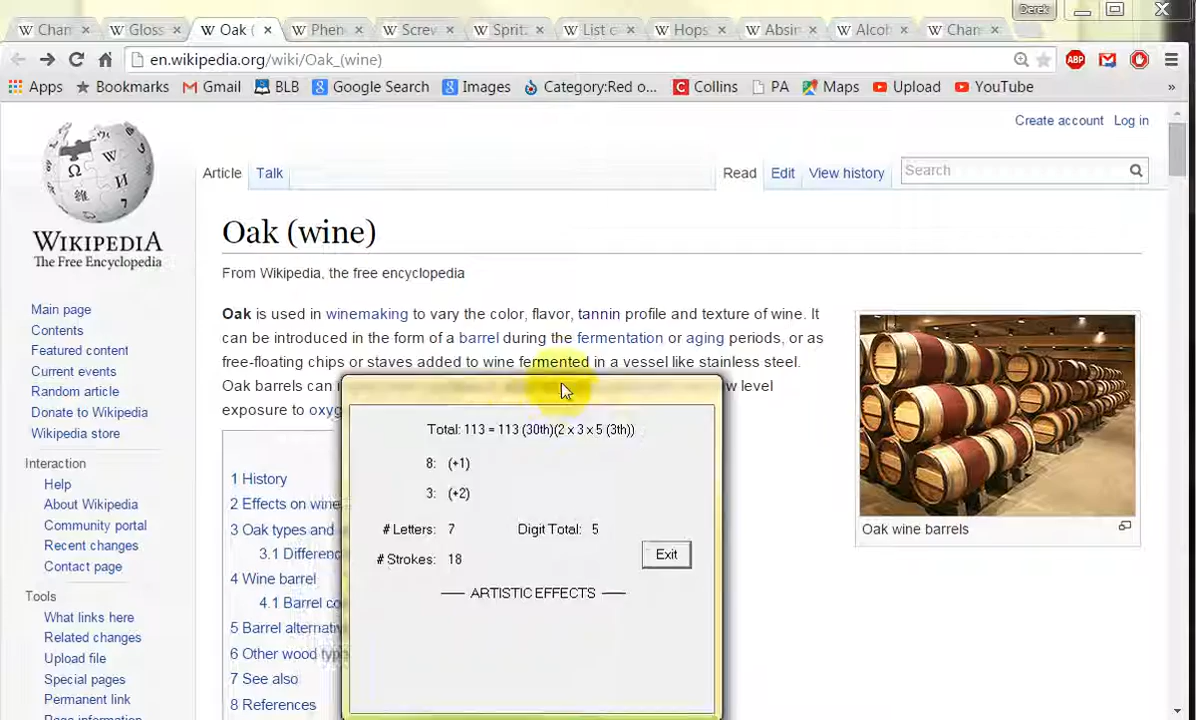 Derek
Chan Gloss Oak ( Phen Screv Sprit List c Hops Absin Alcoh Chan
en.wikipedia.org/wiki/Oak_(wine)
ABP
Apps Bookmarks Gmail BLB Google Search Images Category:Red o... Collins PA Maps Upload YouTube »
Create account Log in
Article Talk Read Edit View history Search
WIKIPEDIA
The Free Encyclopedia
Oak (wine)
From Wikipedia, the free encyclopedia
Main page
Contents
Featured content
Current events
Random article
Donate to Wikipedia
Wikipedia store
Interaction
Help
About Wikipedia
Community portal
Recent changes
Contact page
Tools
What links here
Related changes
Upload file
Special pages
Permanent link
Page information
Oak is used in winemaking to vary the color, flavor, tannin profile and texture of wine. It
can be introduced in the form of a barrel during the fermentation or aging periods, or as
free-floating chips or staves added to wine fermented in a vessel like stainless steel.
Oak barrels can level
exposure to
1 History
2 Effects on wine
3 Oak types and
3.1
4 Wine barrel
4.1 Barrel
5 Barrel
6 Other wood
7 See also
8 References
Oak wine barrels
Total: 113 = 113 (30th)(2 x 3 x 5 (3th))
8: (+1)
3: (+2)
# Letters: 7 Digit Total: 5
# Strokes: 18
Exit
ARTISTIC EFFECTS